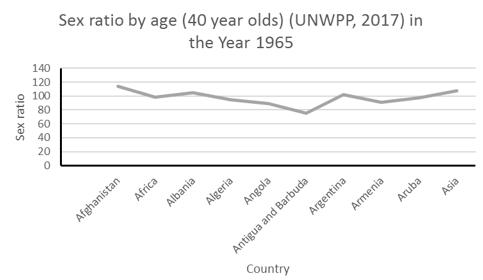 Sex ratio by age (40 year olds) (UNWPP, 2017) in
the Year 1965
140
120
100
80
60
40
20
0
Sex ratio
Afghanistan
Africa
Albania
Algeria
Angola
Antigua and Barbuda
Argentina
Armenia
Aruba
Asia
Country